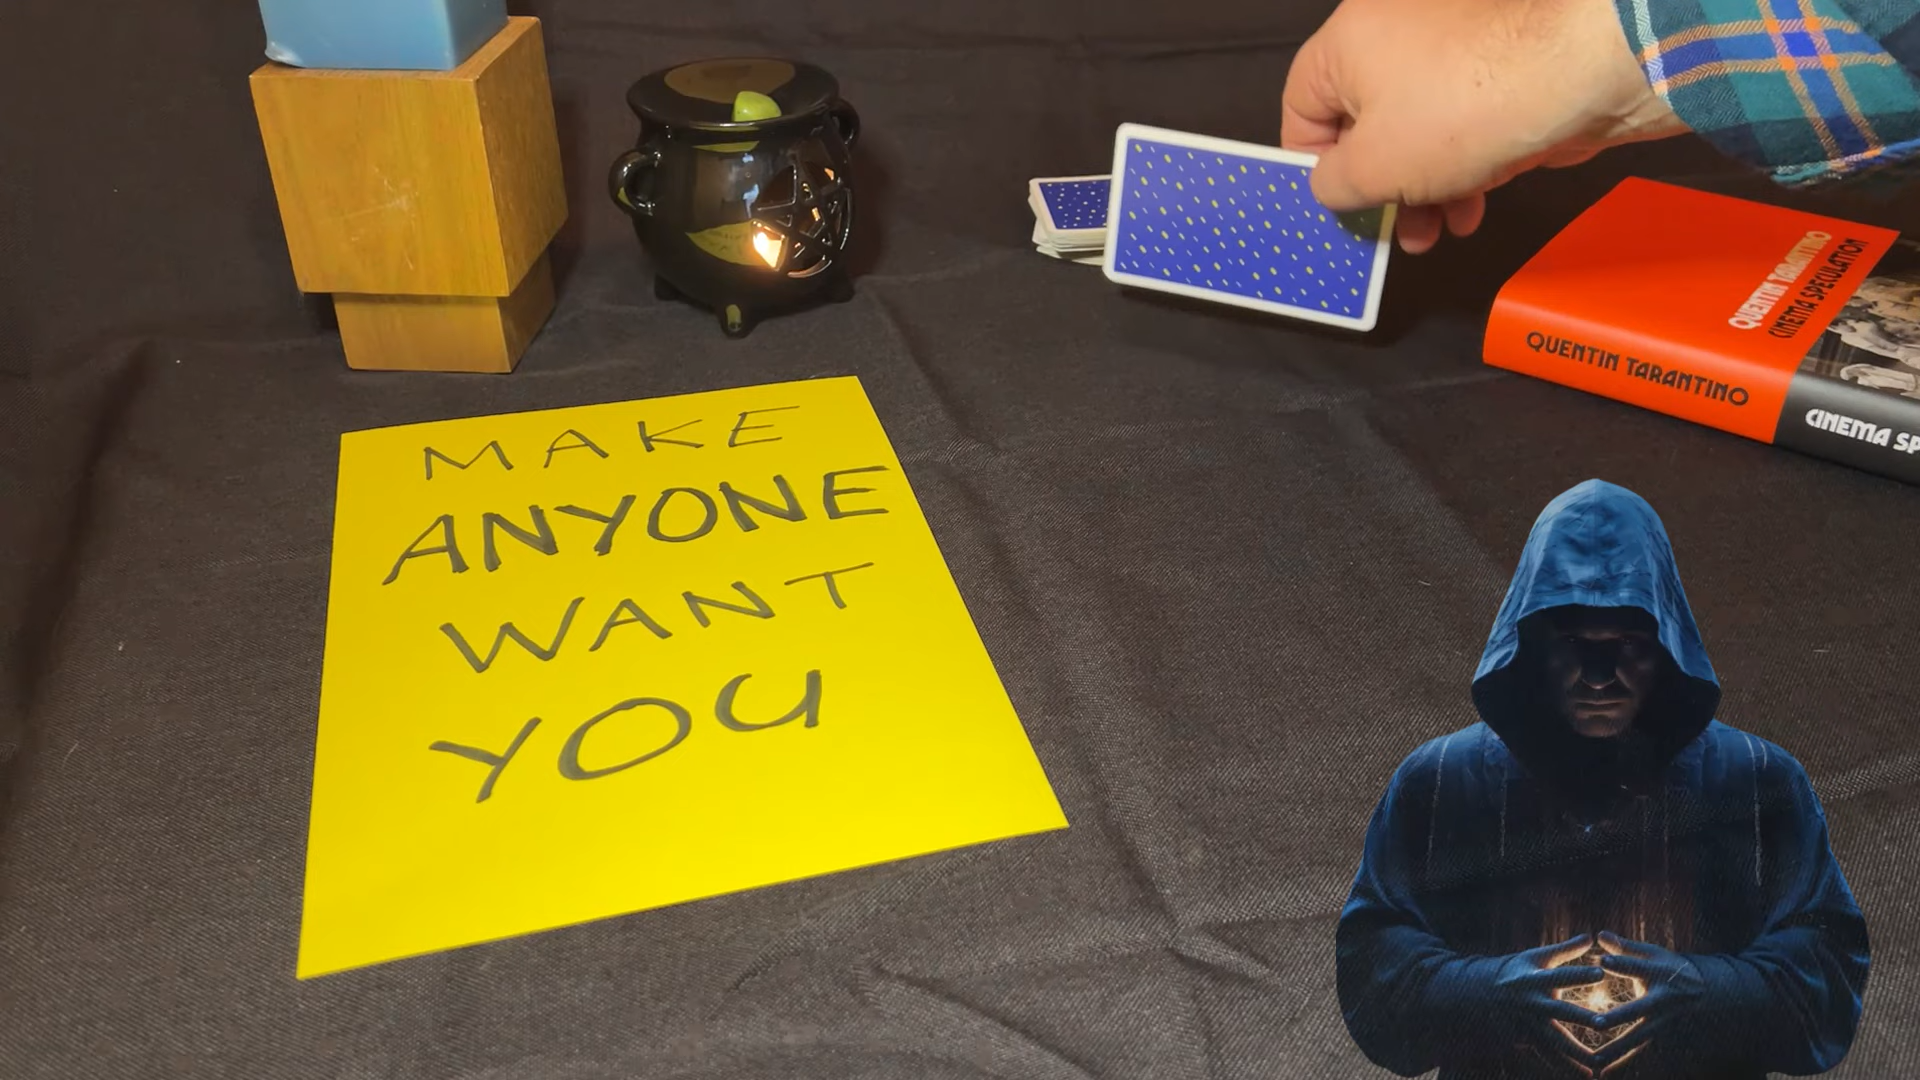 MAKE
ANYONE
WANT
YOU
QUENTIN TARANTINO
CINEMA SPECULATION
QUENTIN TARANTINO
CINEMA SP